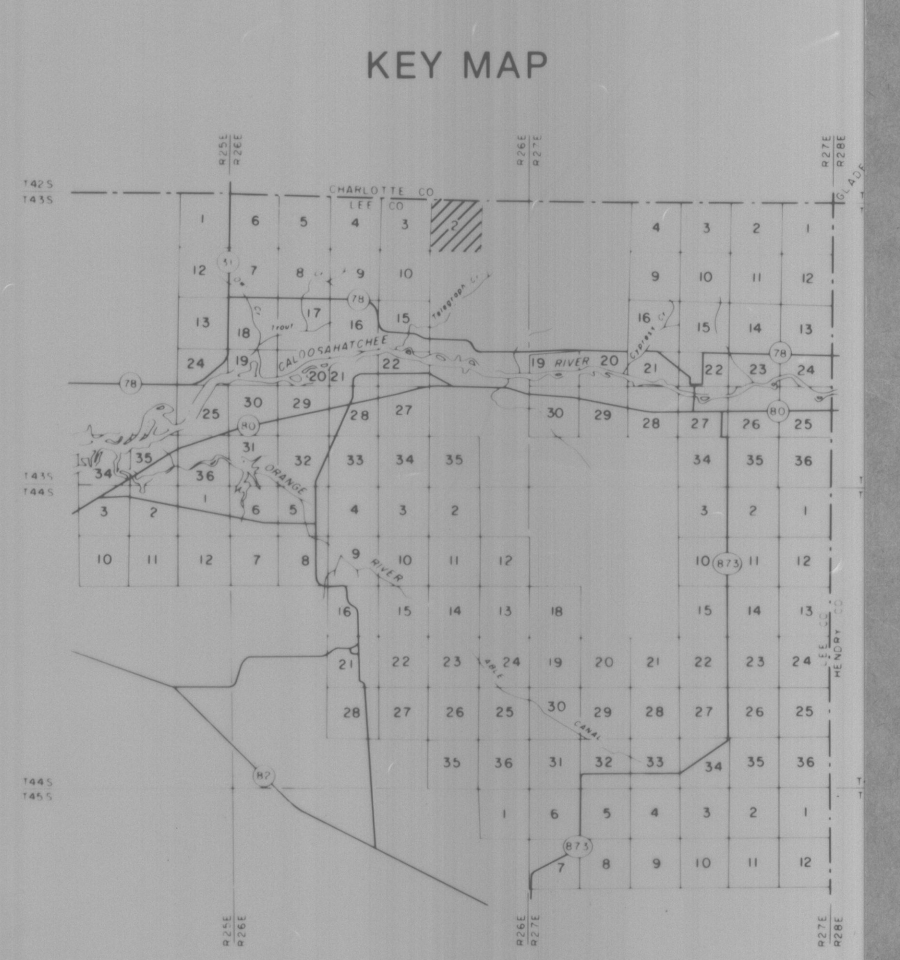 KEY MAP
R25E R26E
R26E R27E
R27E R28E
T42S
T43S
CHARLOTTE CO
LEE CO
GLADE
1 6 5 4 3 2 4 3 2 1
31
12 7 8 9 10 9 10 11 12
78
Telegraph Cr
13 18 17 16 15 16 15 14 13
Trout
Cypress Cr
CALOOSAHATCHEE
RIVER
24 19 20 21 22 19 20 21 22 23 24
78
78
25 30 29 28 27 30 29 28 27 26 25
80
80
34 35 36 31 32 33 34 35 34 35 36
ORANGE
T43S
T44S
3 2 1 6 5 4 3 2 3 2 1
10 11 12 7 8 9 10 11 12 10 11 12
873
RIVER
16 15 14 13 18 15 14 13
LEE CO
HENDRY CO
21 22 23 24 19 20 21 22 23 24
ABLE
28 27 26 25 30 29 28 27 26 25
CANAL
35 36 31 32 33 34 35 36
82
T44S
T45S
1 6 5 4 3 2 1
873
7 8 9 10 11 12
R25E R26E
R26E R27E
R27E R28E